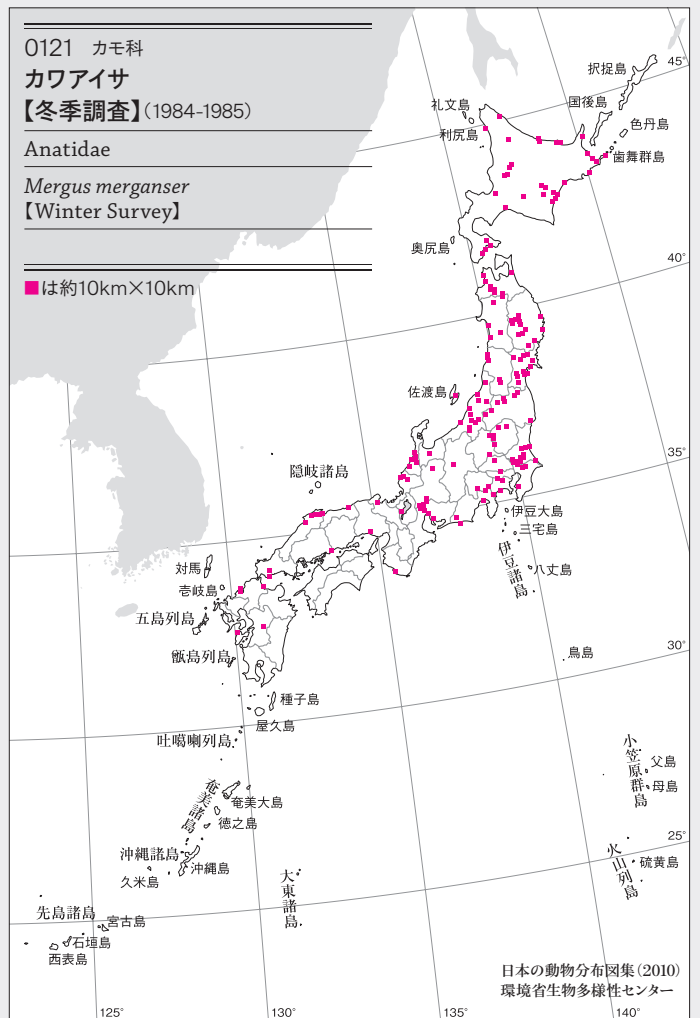 0121 カモ科
カワアイサ
【冬季調査】（1984-1985）
Anatidae
Mergus merganser
【Winter Survey】
■は約10km×10km
択捉島
45°
礼文島
国後島
利尻島
色丹島
歯舞群島
奥尻島
40°
佐渡島
35°
隠岐諸島
伊豆大島
三宅島
伊豆諸島
八丈島
対馬
壱岐島
五島列島
甑島列島
鳥島
30°
種子島
屋久島
吐噶喇列島
小笠原群島
父島
母島
奄美諸島
奄美大島
徳之島
25°
沖縄諸島
沖縄島
久米島
火山列島
硫黄島
大東諸島
先島諸島
宮古島
石垣島
西表島
日本の動物分布図集（2010）
環境省生物多様性センター
125°
130°
135°
140°